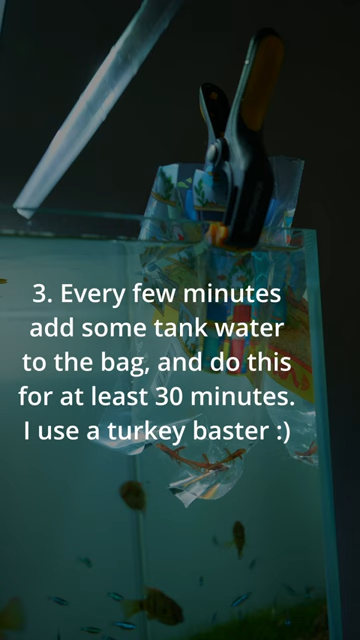 3. Every few minutes
add some tank water
to the bag, and do this
for at least 30 minutes.
I use a turkey baster :)